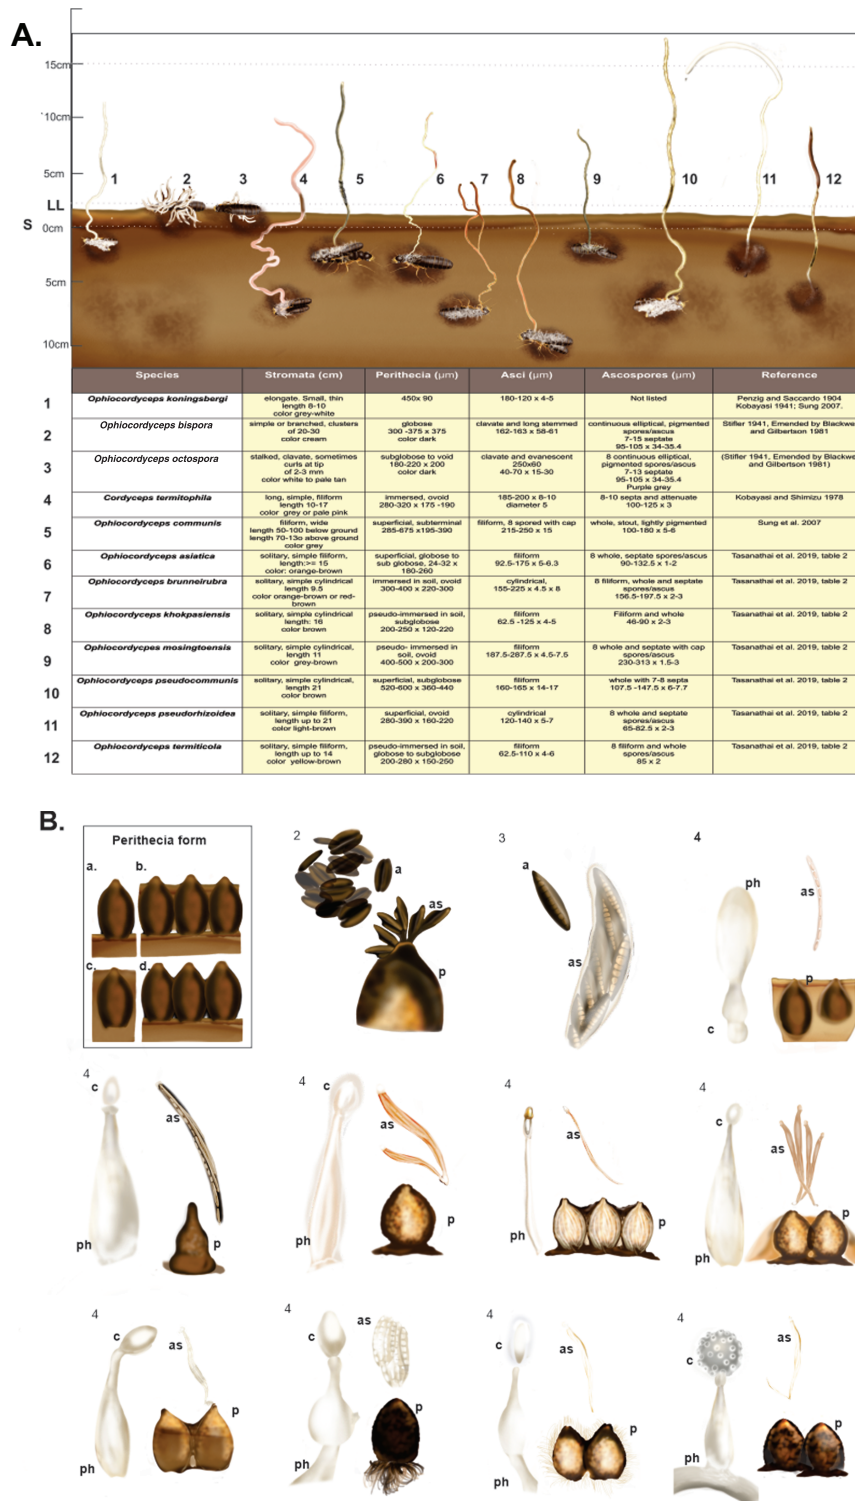 A.
15cm
10cm
5cm
LL
S
0cm
5cm
10cm
1 2 3 4 5 6 7 8 9 10 11 12
Species Stromata (cm) Perithecia (µm) Asci (µm) Ascospores (µm) Reference
1 Ophiocordyceps koningsbergi
elongate. Small, thin
length 8-10
color grey-white
450x 90
180-120 x 4-5
Not listed
Penzig and Saccardo 1904
Kobayasi 1941; Sung 2007.
2 Ophiocordyceps bispora
simple or branched, clusters
of 20-30
color cream
globose
300 -375 x 375
color dark
clavate and long stemmed
162-163 x 58-61
continuous elliptical, pigmented
spores/ascus
7-15 septate
95-105 x 34-35.4
Stifler 1941, Emended by Blackwe
and Gilbertson 1981
3 Ophiocordyceps octospora
stalked, clavate, sometimes
curls at tip
of 2-3 mm
color white to pale tan
subglobose to void
180-220 x 200
color dark
clavate and evanescent
250x60
40-70 x 15-30
8 continuous elliptical,
pigmented spores/ascus
7-13 septate
95-105 x 34-35.4
Purple grey
(Stifler 1941, Emended by Blackwe
and Gilbertson 1981)
4 Cordyceps termitophila
long, simple, filiform
length 10-17
color grey or pale pink
immersed, ovoid
280-320 x 175 -190
185-200 x 8-10
diameter 5
8-10 septa and attenuate
100-125 x 3
Kobayasi and Shimizu 1978
5 Ophiocordyceps communis
filiform, wide
length 50-100 below ground
length 70-13o above ground
color grey
superficial, subterminal
285-675 x195-390
filiform, 8 spored with cap
215-250 x 15
whole, stout, lightly pigmented
100-180 x 5-6
Sung et al. 2007
6 Ophiocordyceps asiatica
solitary, simple filiform,
length:>= 15
color: orange-brown
superficial, globose to
sub globose, 24-32 x
180-260
filiform
92.5-175 x 5-6.3
8 whole, septate spores/ascus
90-132.5 x 1-2
Tasanathai et al. 2019, table 2
7 Ophiocordyceps brunneirubra
solitary, simple cylindrical
length 9.5
color orange-brown or red-
brown
immersed in soil, ovoid
300-400 x 220-300
cylindrical,
155-225 x 4.5 x 8
8 filiform, whole and septate
spores/ascus
156.5-197.5 x 2-3
Tasanathai et al. 2019, table 2
8 Ophiocordyceps khokpasiensis
solitary, simple cylindrical
length: 16
color brown
pseudo-immersed in soil,
subglobose
200-250 x 120-220
filiform
62.5 -125 x 4-5
Filiform and whole
46-90 x 2-3
Tasanathai et al. 2019, table 2
9 Ophiocordyceps mosingtoensis
solitary, simple cylindrical,
length 11
color grey-brown
pseudo- immersed in
soil, ovoid
400-500 x 200-300
filiform
187.5-287.5 x 4.5-7.5
8 whole and septate with cap
spores/ascus
230-313 x 1.5-3
Tasanathai et al. 2019, table 2
10 Ophiocordyceps pseudocommunis
solitary, simple cylindrical,
length 21
color brown
superficial, subglobose
520-600 x 360-440
filiform
160-165 x 14-17
whole with 7-8 septa
107.5 -147.5 x 6-7.7
Tasanathai et al. 2019, table 2
11 Ophiocordyceps pseudorhizoidea
solitary, simple filiform,
length up to 21
color light-brown
superficial, ovoid
280-390 x 160-220
cylindrical
120-140 x 5-7
8 whole and septate
spores/ascus
65-82.5 x 2-3
Tasanathai et al. 2019, table 2
12 Ophiocordyceps termiticola
solitary, simple filiform,
length up to 14
color yellow-brown
pseudo-immersed in soil,
globose to subglobose
200-280 x 150-250
filiform
62.5-110 x 4-6
8 filiform and whole
spores/ascus
85 x 2
Tasanathai et al. 2019, table 2
B.
Perithecia form
a. b.
c. d.
2
a
as
p
3
a
as
4
ph
as
p
c
4
c
as
p
ph
4
c
as
p
ph
4
c
as
p
ph
4
c
as
p
ph
4
c
as
p
ph
4
c
as
p
ph
4
c
as
p
ph
4
c
as
p
ph